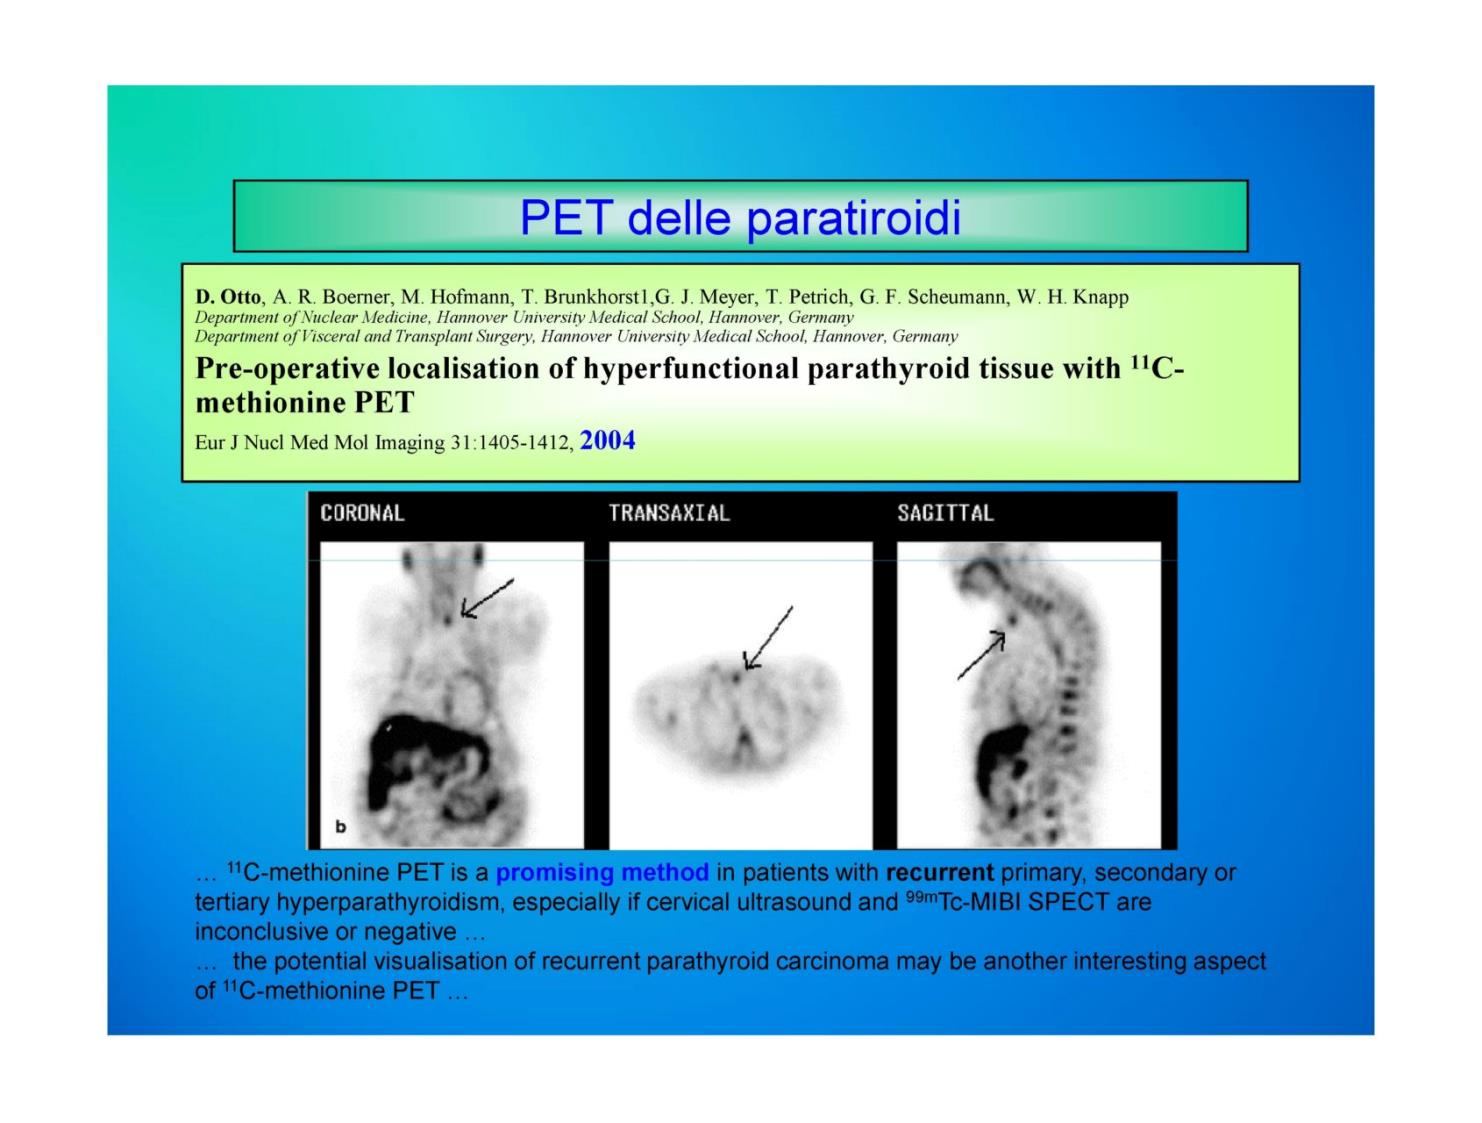 PET delle paratiroidi
D. Otto, A. R. Boerner, M. Hofmann, T. Brunkhorst1,G. J. Meyer, T. Petrich, G. F. Scheumann, W. H. Knapp
Department of Nuclear Medicine, Hannover University Medical School, Hannover, Germany
Department of Visceral and Transplant Surgery, Hannover University Medical School, Hannover, Germany
Pre-operative localisation of hyperfunctional parathyroid tissue with ¹¹C-
methionine PET
Eur J Nucl Med Mol Imaging 31:1405-1412, 2004
CORONAL TRANSAXIAL SAGITTAL
b
… ¹¹C-methionine PET is a promising method in patients with recurrent primary, secondary or
tertiary hyperparathyroidism, especially if cervical ultrasound and ⁹⁹ᵐTc-MIBI SPECT are
inconclusive or negative …
… the potential visualisation of recurrent parathyroid carcinoma may be another interesting aspect
of ¹¹C-methionine PET …